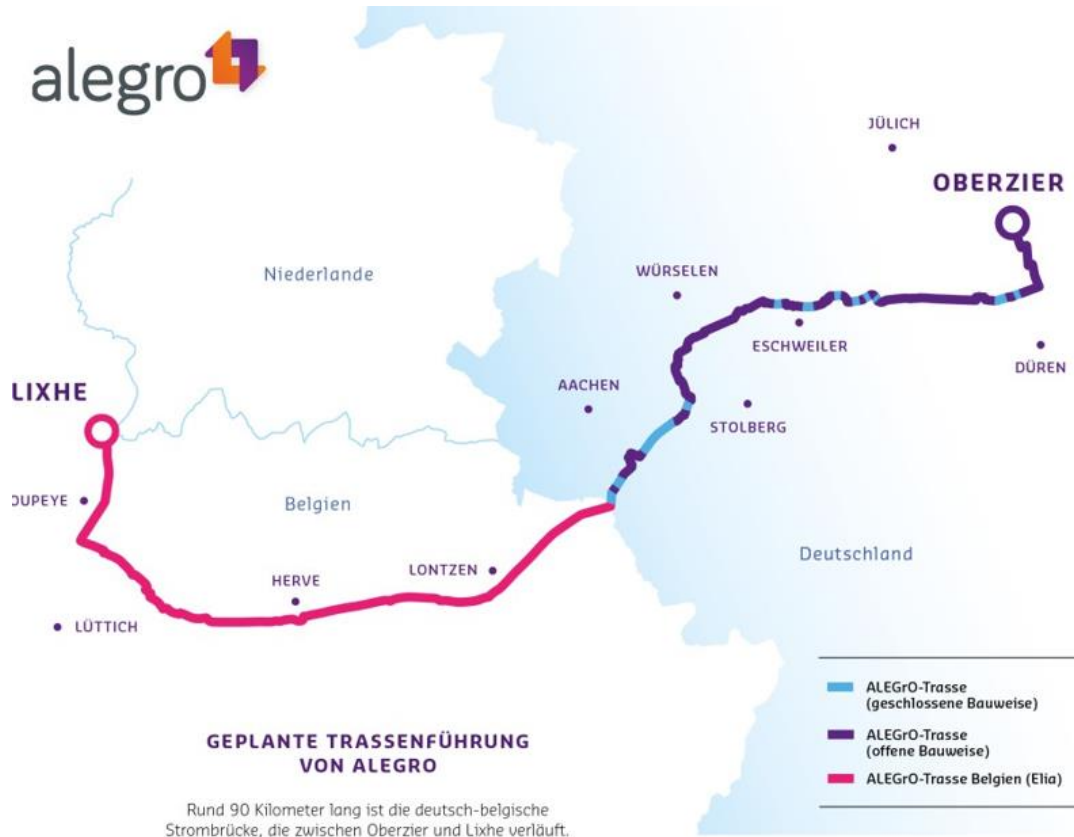 alegro
JÜLICH
OBERZIER
Niederlande
WÜRSELEN
ESCHWEILER
DÜREN
LIXHE
AACHEN
STOLBERG
OUPEYE
Belgien
Deutschland
LONTZEN
HERVE
LÜTTICH
ALEGrO-Trasse
(geschlossene Bauweise)
ALEGrO-Trasse
(offene Bauweise)
ALEGrO-Trasse Belgien (Elia)
GEPLANTE TRASSENFÜHRUNG
VON ALEGRO
Rund 90 Kilometer lang ist die deutsch-belgische
Strombrücke, die zwischen Oberzier und Lixhe verläuft.